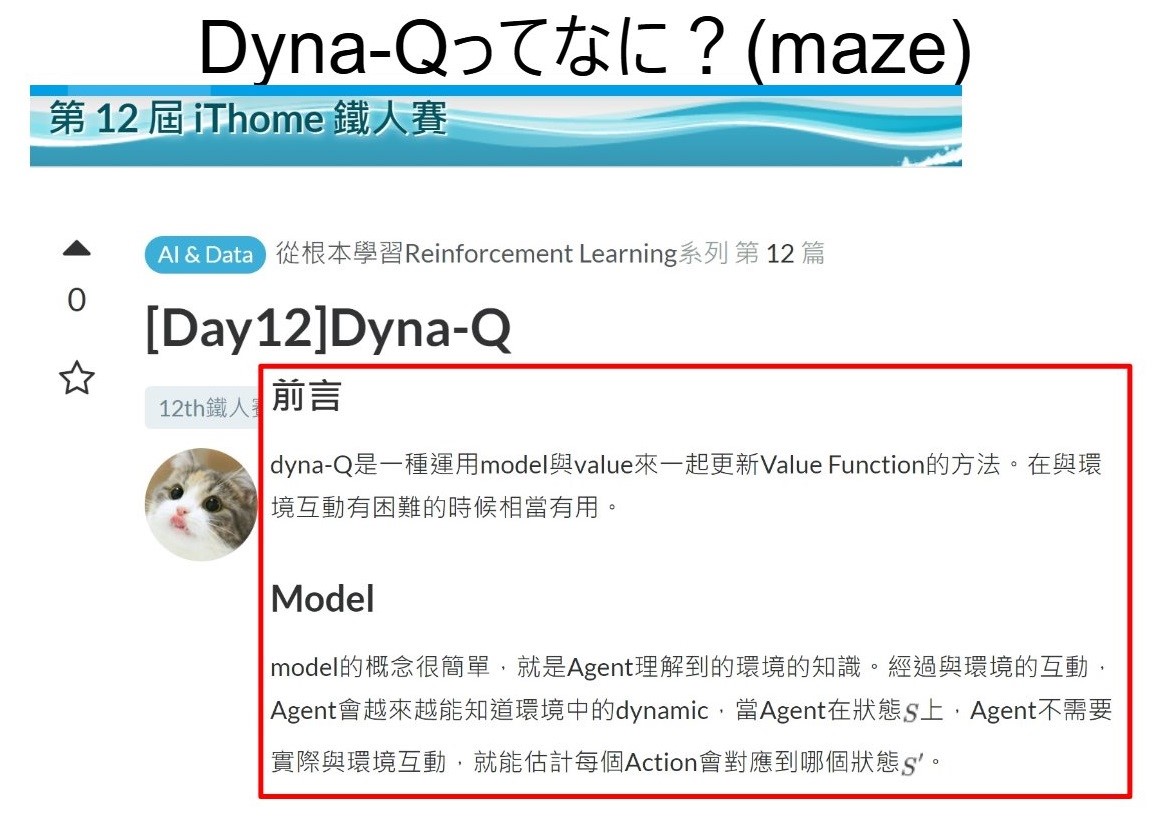 Dyna-Qってなに？(maze)
第 12 屆 iThome 鐵人賽
AI & Data 從根本學習Reinforcement Learning系列 第 12 篇
0
[Day12]Dyna-Q
12th鐵人
前言
dyna-Q是一種運用model與value來一起更新Value Function的方法。在與環
境互動有困難的時候相當有用。
Model
model的概念很簡單，就是Agent理解到的環境的知識。經過與環境的互動，
Agent會越來越能知道環境中的dynamic，當Agent在狀態S上，Agent不需要
實際與環境互動，就能估計每個Action會對應到哪個狀態S′。